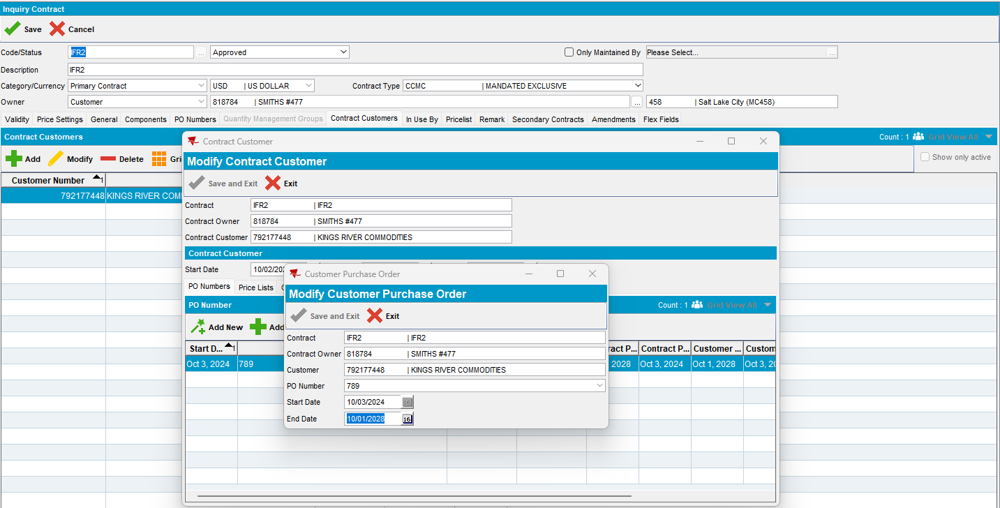 Inquiry Contract
Save Cancel
Code/Status IFR2 ... Approved Only Maintained By Please Select... ...
Description IFR2
Category/Currency Primary Contract USD | US DOLLAR Contract Type CCMC | MANDATED EXCLUSIVE
Owner Customer 818784 | SMITHS #477 ... 458 | Salt Lake City (MC458)
Validity Price Settings General Components PO Numbers Quantity Management Groups Contract Customers In Use By Pricelist Remark Secondary Contracts Amendments Flex Fields
Contract Customers Count : 1 Grid View All
Add Modify Delete Gri Show only active
Customer Number 1
792177448 KINGS RIVER COM
Contract Customer
Modify Contract Customer
Save and Exit Exit
Contract IFR2 | IFR2
Contract Owner 818784 | SMITHS #477
Contract Customer 792177448 | KINGS RIVER COMMODITIES
Contract Customer
Start Date 10/02/202
PO Numbers Price Lists
PO Number Count : 1 Grid View All
Add New Add
Start D... 1 ract P... Contract P... Customer ... Custom
Oct 3, 2024 789 2028 Oct 3, 2024 Oct 1, 2028 Oct 3, 20
Customer Purchase Order
Modify Customer Purchase Order
Save and Exit Exit
Contract IFR2 | IFR2
Contract Owner 818784 | SMITHS #477
Customer 792177448 | KINGS RIVER COMMODITIES
PO Number 789
Start Date 10/03/2024 16
End Date 10/01/2028 16